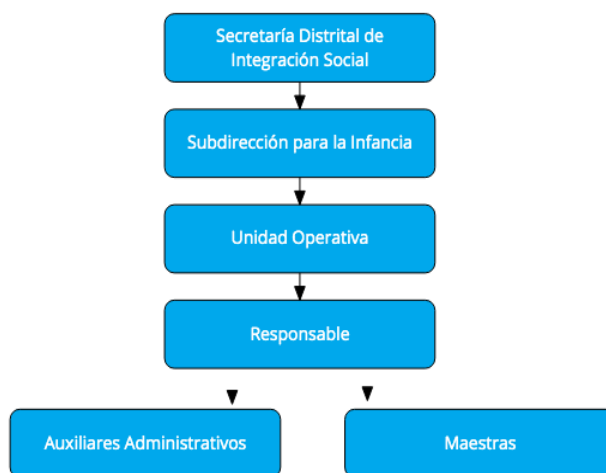 Secretaría Distrital de
Integración Social
Subdirección para la Infancia
Unidad Operativa
Responsable
Auxiliares Administrativos
Maestras